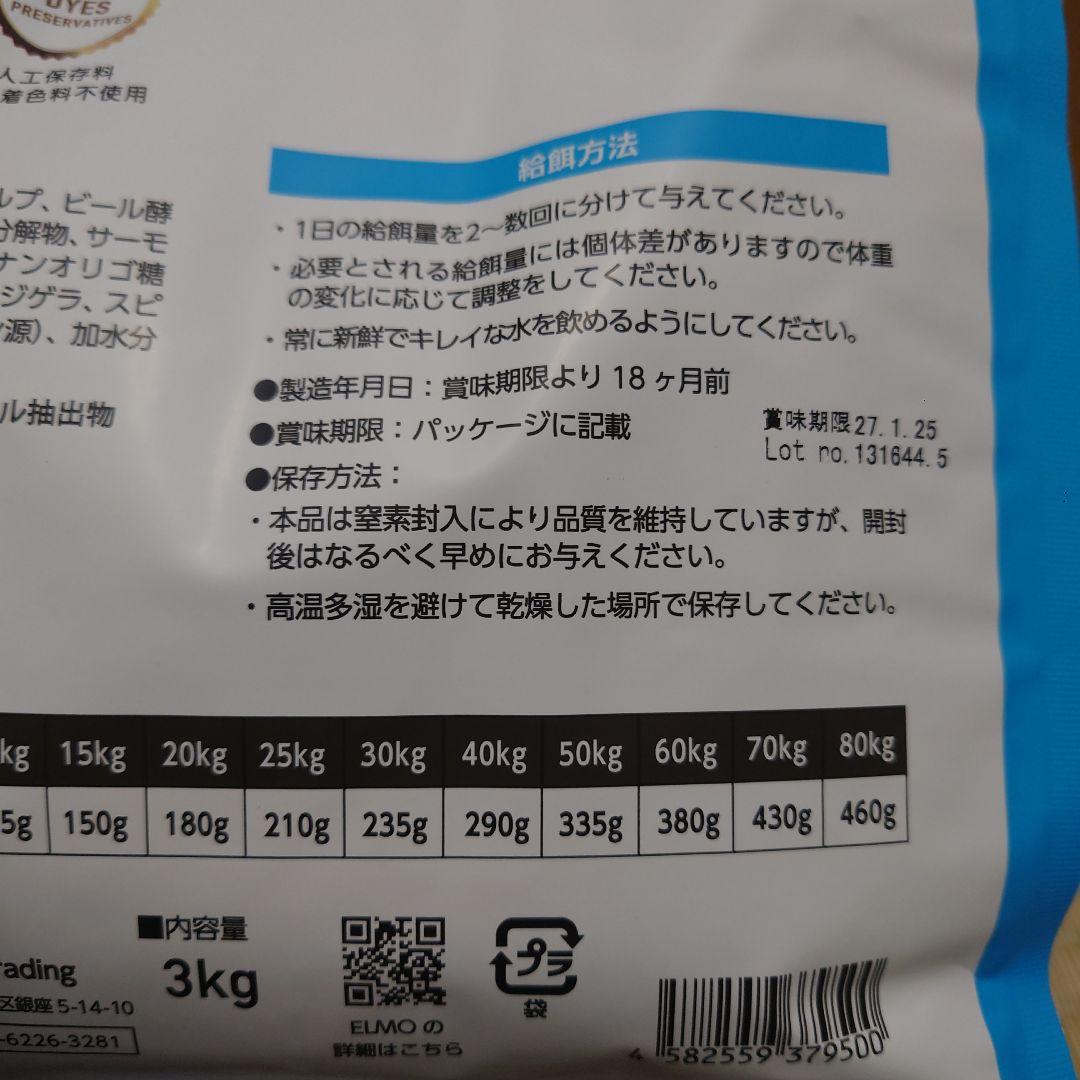 DYES
PRESERVATIVES
人工保存料
着色料不使用
給餌方法
・1日の給餌量を2〜数回に分けて与えてください。
・必要とされる給餌量には個体差がありますので体重
の変化に応じて調整をしてください。
・常に新鮮でキレイな水を飲めるようにしてください。
●製造年月日：賞味期限より18ヶ月前
●賞味期限：パッケージに記載
賞味期限27.1.25
Lot no.131644.5
●保存方法：
・本品は窒素封入により品質を維持していますが、開封
後はなるべく早めにお与えください。
・高温多湿を避けて乾燥した場所で保存してください。
ルプ、ビール酵
分解物、サーモ
ナンオリゴ糖
ジゲラ、スピ
源)、加水分
ル抽出物
kg 15kg 20kg 25kg 30kg 40kg 50kg 60kg 70kg 80kg
5g 150g 180g 210g 235g 290g 335g 380g 430g 460g
■内容量
3kg
rading
区銀座5-14-10
-6226-3281
ELMOの
詳細はこちら
プラ
袋
4 582559 379500